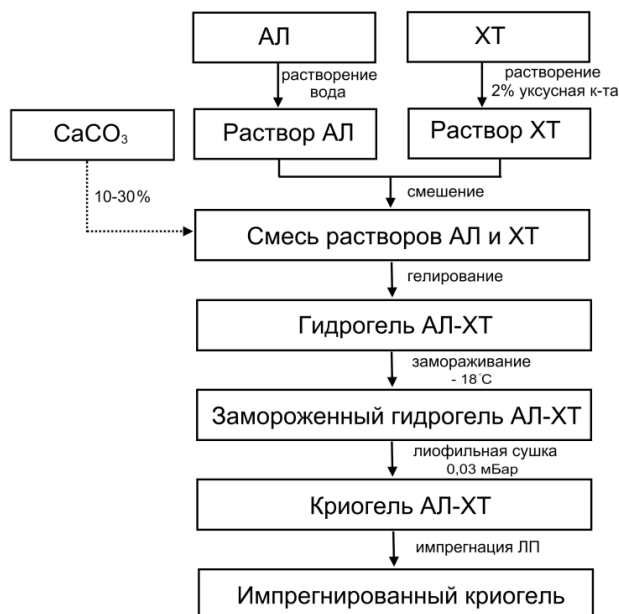 АЛ
ХТ
растворение
вода
растворение
2% уксусная к-та
CaCO₃
Раствор АЛ
Раствор ХТ
10-30%
смешение
Смесь растворов АЛ и ХТ
гелирование
Гидрогель АЛ-ХТ
замораживание
- 18°С
Замороженный гидрогель АЛ-ХТ
лиофильная сушка
0,03 мБар
Криогель АЛ-ХТ
импрегнация ЛП
Импрегнированный криогель